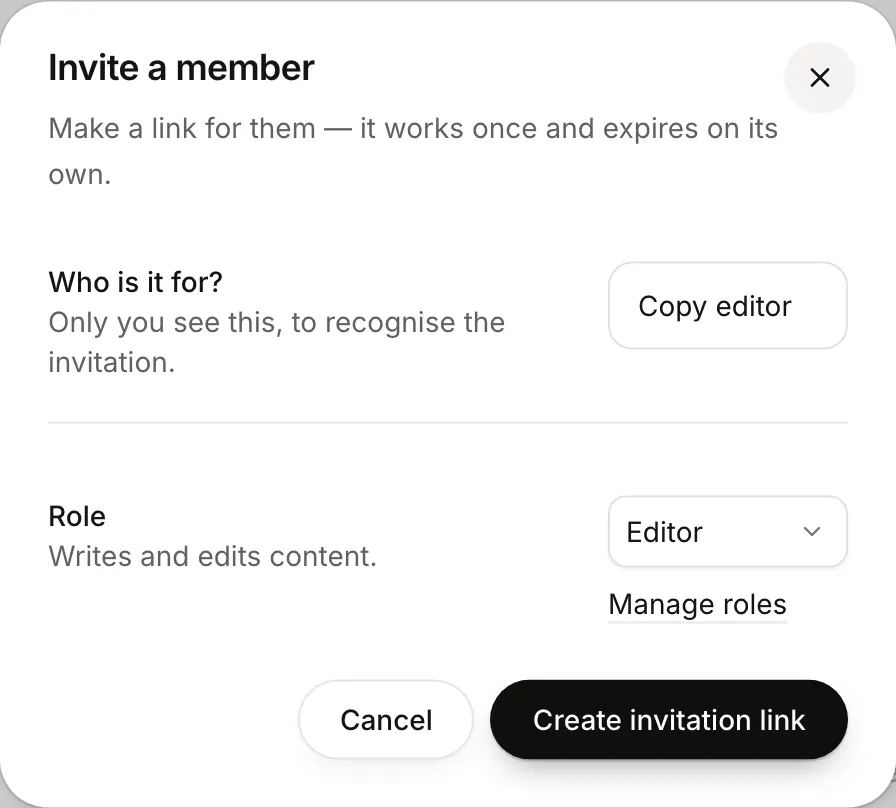 Invite a member
Make a link for them — it works once and expires on its
own.
Who is it for?
Only you see this, to recognise the
invitation.
Copy editor
Role
Writes and edits content.
Editor
Manage roles
Cancel
Create invitation link